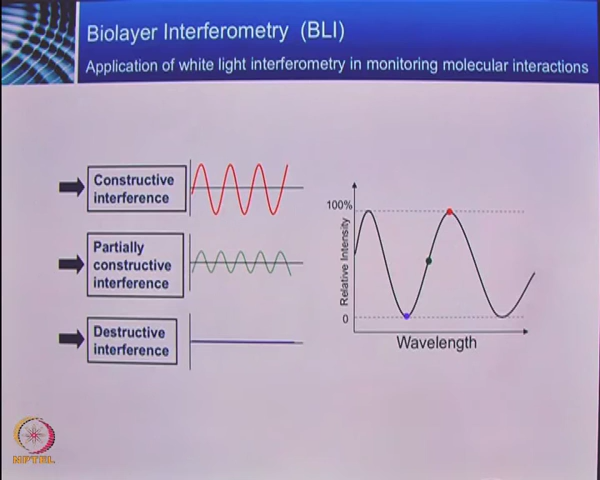 Biolayer Interferometry (BLI)
Application of white light interferometry in monitoring molecular interactions
Constructive
interference
Partially
constructive
interference
Destructive
interference
100%
Relative Intensity
0
Wavelength
NPTEL